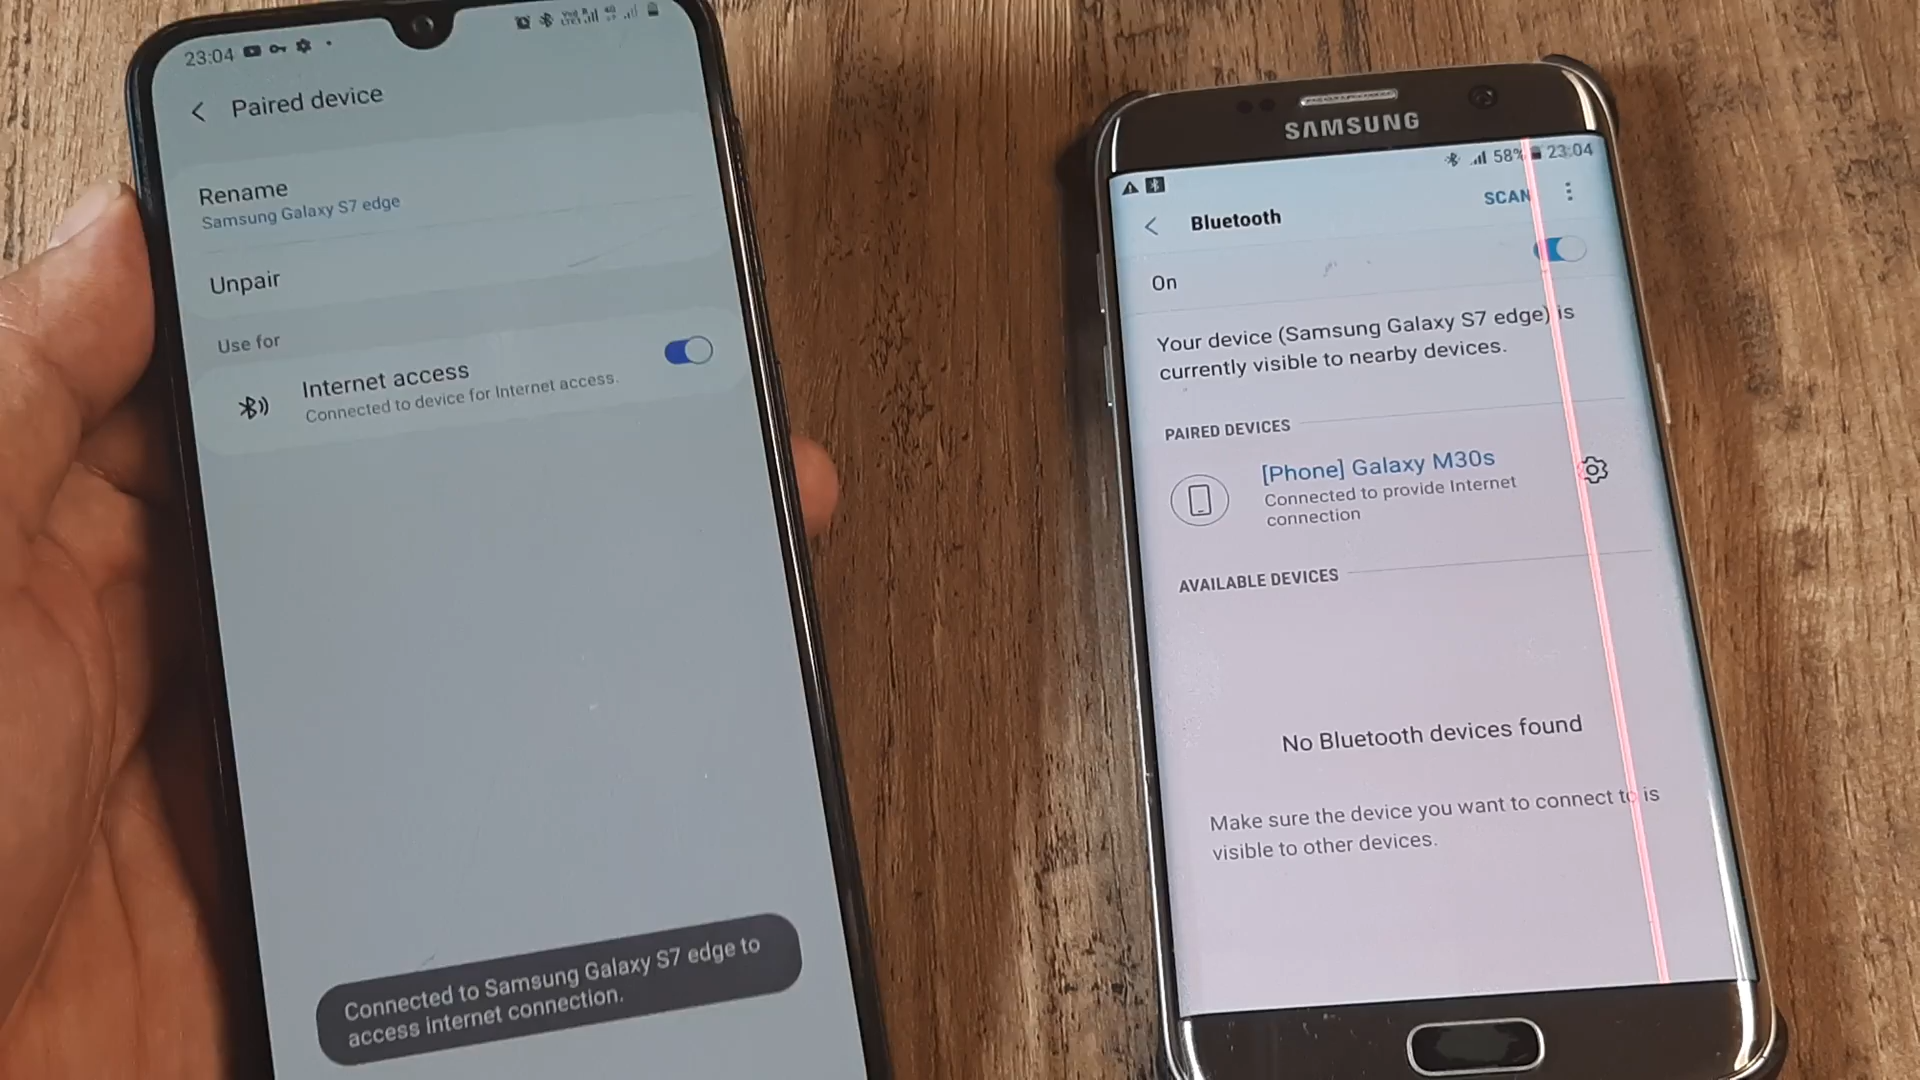 23:04
Paired device
Rename
Samsung Galaxy S7 edge
Unpair
Use for
Internet access
Connected to device for Internet access.
Connected to Samsung Galaxy S7 edge to
access internet connection.
SAMSUNG
58% 23:04
Bluetooth
SCAN
On
Your device (Samsung Galaxy S7 edge) is
currently visible to nearby devices.
PAIRED DEVICES
[Phone] Galaxy M30s
Connected to provide Internet
connection
AVAILABLE DEVICES
No Bluetooth devices found
Make sure the device you want to connect to is
visible to other devices.